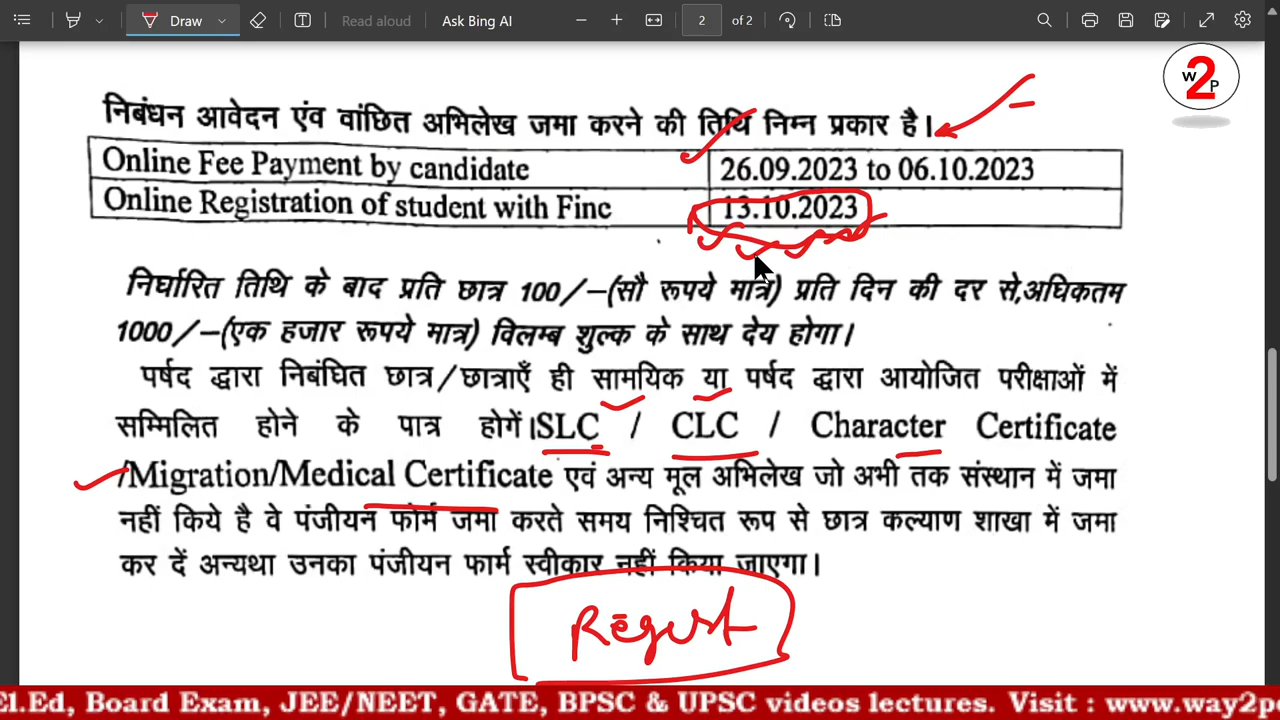 Draw
Read aloud
Ask Bing AI
2
of 2
W2P
निबंधन आवेदन एंव वांछित अभिलेख जमा करने की तिथि निम्न प्रकार है।
Online Fee Payment by candidate 26.09.2023 to 06.10.2023
Online Registration of student with Finc 13.10.2023
निर्घारित तिथि के बाद प्रति छात्र 100/-(सौ रूपये मात्र) प्रति दिन की दर से,अधिकतम
1000/-(एक हजार रूपये मात्र) विलम्ब शुल्क के साथ देय होगा।
पर्षद द्वारा निबंधित छात्र/छात्राएँ ही सामयिक या पर्षद द्वारा आयोजित परीक्षाओं में
सम्मिलित होने के पात्र होगें।SLC / CLC / Character Certificate
/Migration/Medical Certificate एवं अन्य मूल अभिलेख जो अभी तक संस्थान में जमा
नहीं किये है वे पंजीयन फोर्म जमा करते समय निश्चित रूप से छात्र कल्याण शाखा में जमा
कर दें अन्यथा उनका पंजीयन फार्म स्वीकार नहीं किया जाएगा।
Regist
El.Ed, Board Exam, JEE/NEET, GATE, BPSC & UPSC videos lectures. Visit : www.way2p